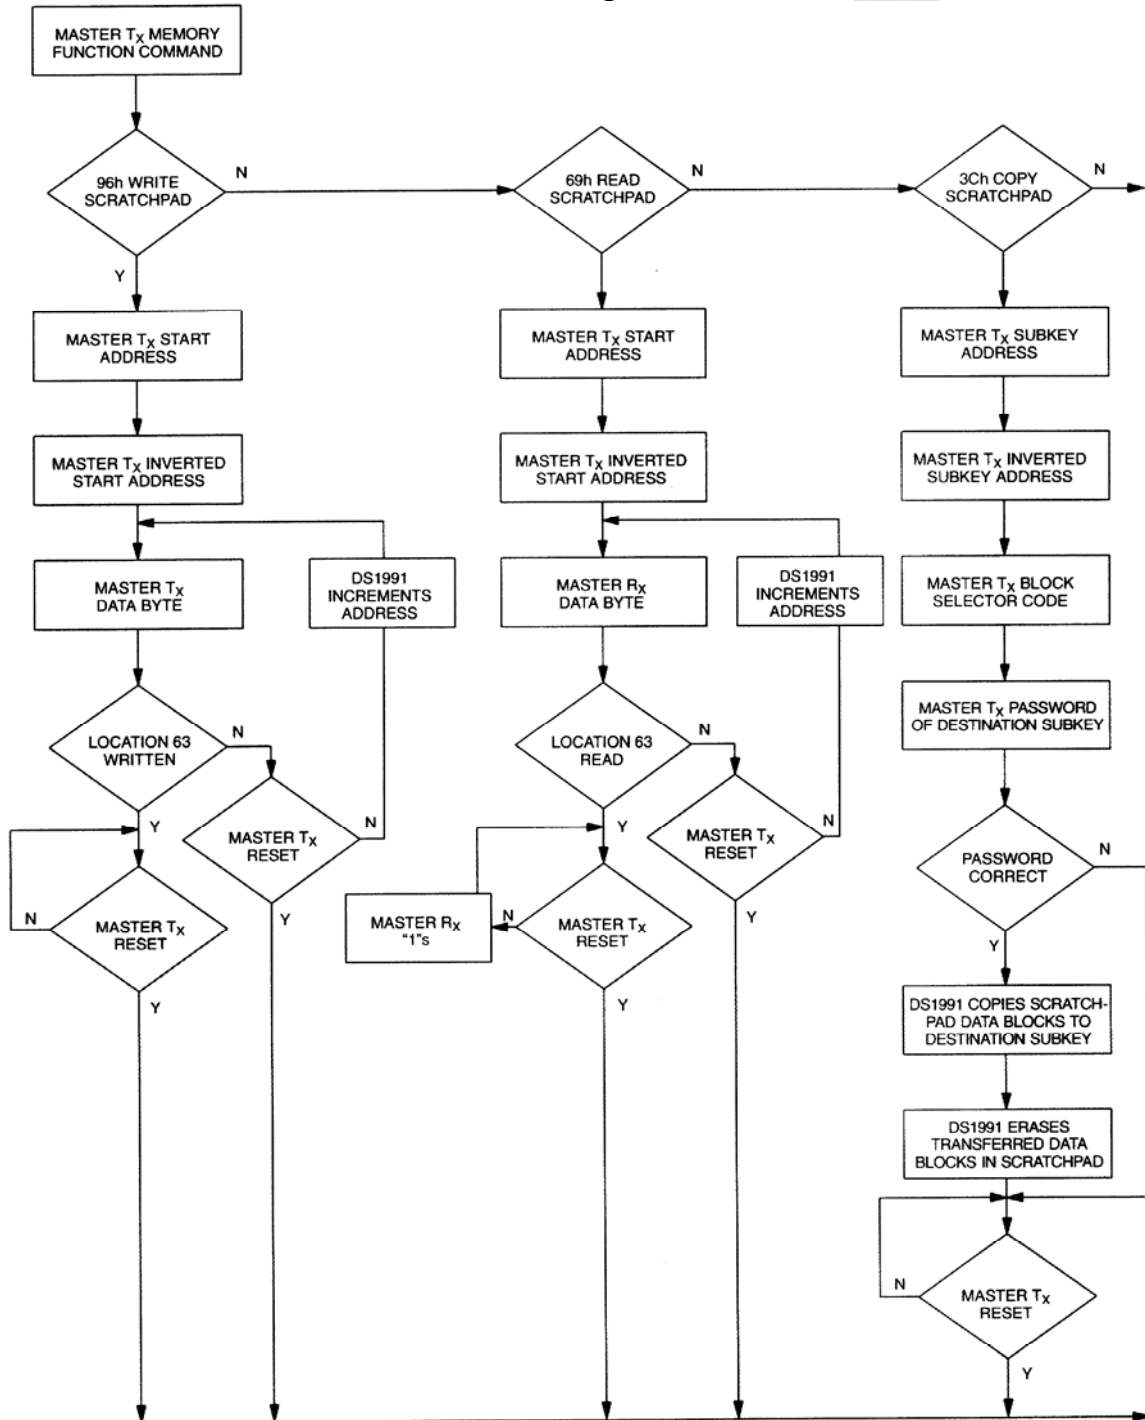 MASTER TX MEMORY
FUNCTION COMMAND
96h WRITE
SCRATCHPAD
N
Y
69h READ
SCRATCHPAD
N
3Ch COPY
SCRATCHPAD
N
MASTER TX START
ADDRESS
MASTER TX INVERTED
START ADDRESS
MASTER TX
DATA BYTE
DS1991
INCREMENTS
ADDRESS
LOCATION 63
WRITTEN
N
Y
MASTER TX
RESET
N
Y
MASTER TX
RESET
N
Y
MASTER TX START
ADDRESS
MASTER TX INVERTED
START ADDRESS
MASTER RX
DATA BYTE
DS1991
INCREMENTS
ADDRESS
LOCATION 63
READ
N
Y
MASTER TX
RESET
N
Y
MASTER RX
"1"s
N
MASTER TX
RESET
Y
MASTER TX SUBKEY
ADDRESS
MASTER TX INVERTED
SUBKEY ADDRESS
MASTER TX BLOCK
SELECTOR CODE
MASTER TX PASSWORD
OF DESTINATION SUBKEY
PASSWORD
CORRECT
N
Y
DS1991 COPIES SCRATCH-
PAD DATA BLOCKS TO
DESTINATION SUBKEY
DS1991 ERASES
TRANSFERRED DATA
BLOCKS IN SCRATCHPAD
N
MASTER TX
RESET
Y